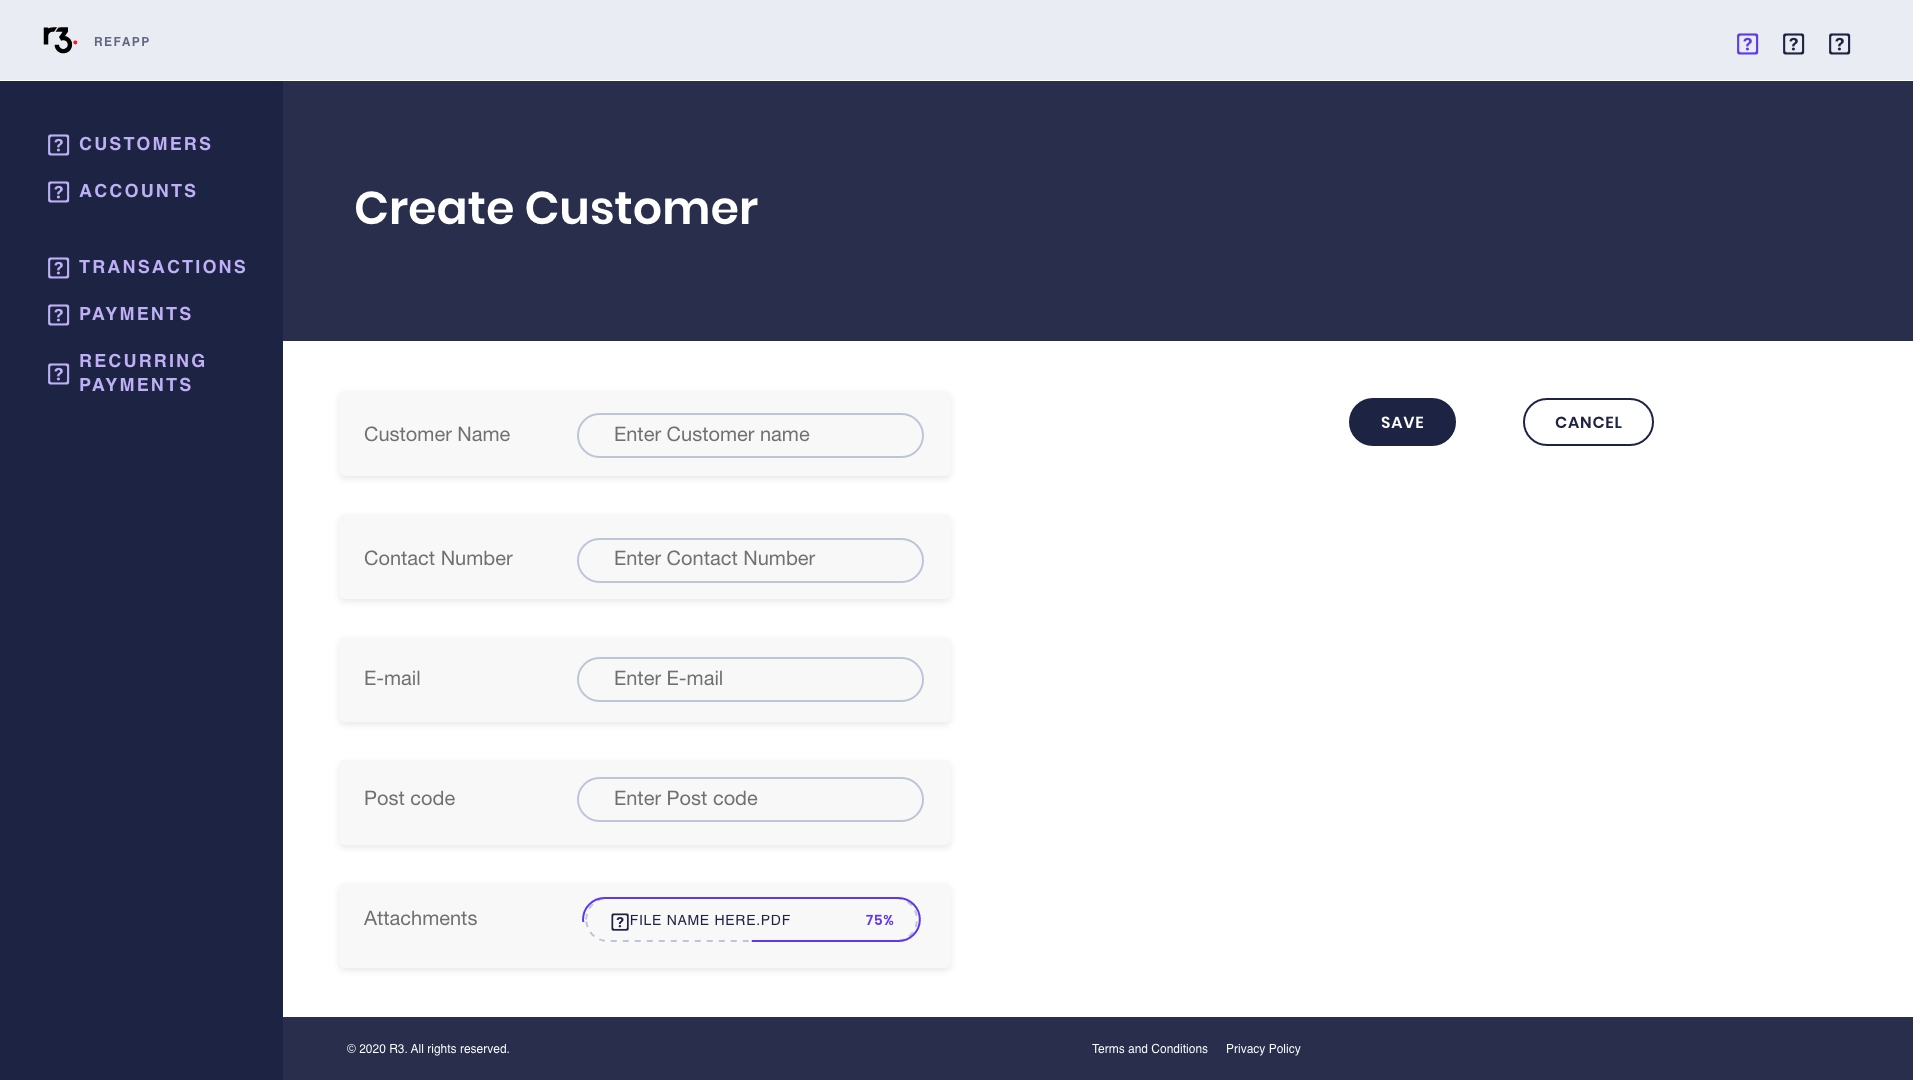 r3.
REFAPP
CUSTOMERS
ACCOUNTS
TRANSACTIONS
PAYMENTS
RECURRING
PAYMENTS
Create Customer
Customer Name
Enter Customer name
SAVE
CANCEL
Contact Number
Enter Contact Number
E-mail
Enter E-mail
Post code
Enter Post code
Attachments
FILE NAME HERE.PDF
75%
© 2020 R3. All rights reserved.
Terms and Conditions
Privacy Policy